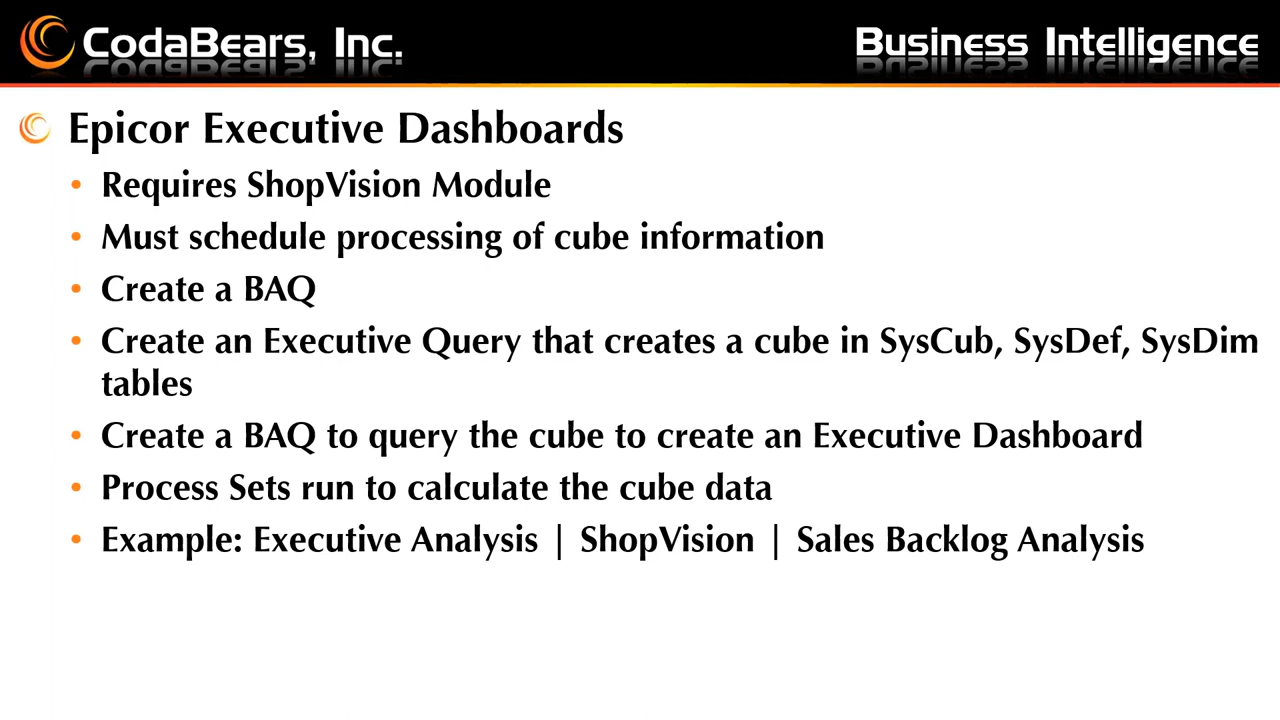 CodaBears, Inc.
Business Intelligence
Epicor Executive Dashboards
• Requires ShopVision Module
• Must schedule processing of cube information
• Create a BAQ
• Create an Executive Query that creates a cube in SysCub, SysDef, SysDim
tables
• Create a BAQ to query the cube to create an Executive Dashboard
• Process Sets run to calculate the cube data
• Example: Executive Analysis | ShopVision | Sales Backlog Analysis